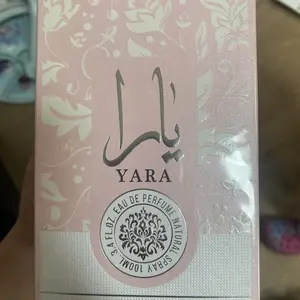 يارا
YARA
EAU DE PERFUME NATURAL SPRAY 100ML 3.4 FL.OZ.